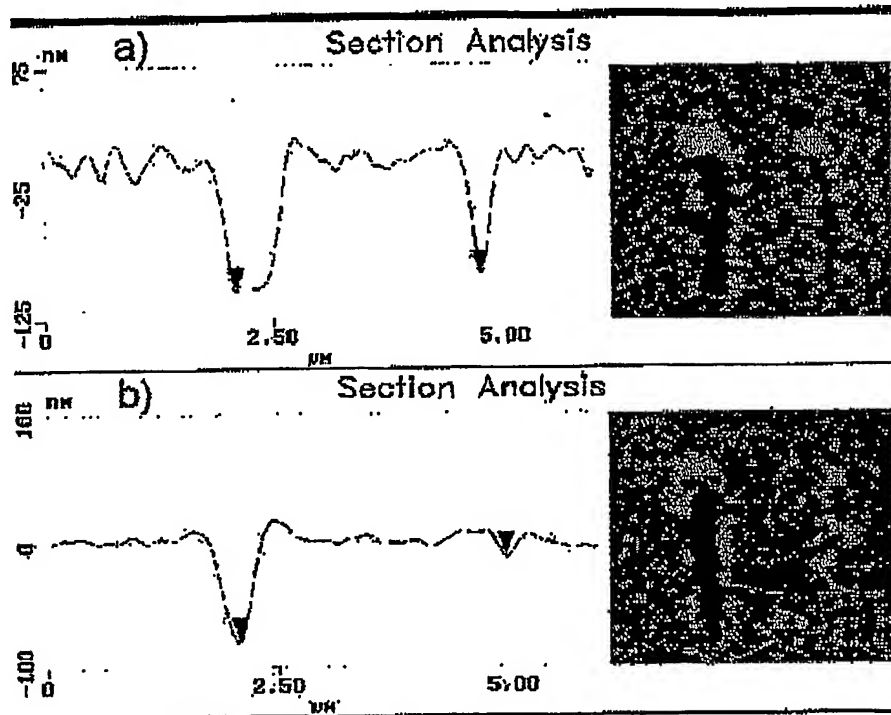 a) Section Analysis
nM
75
-25
-125
0 2.50 5.00
µM
b) Section Analysis
nM
100
0
-100
0 2.50 5.00
µM